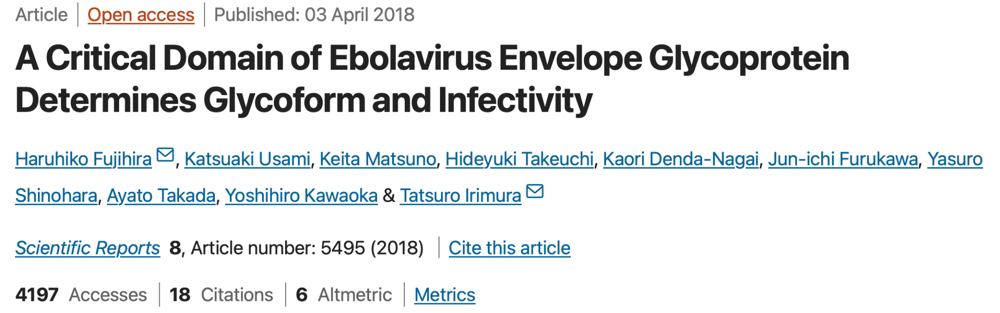 Article | Open access | Published: 03 April 2018
A Critical Domain of Ebolavirus Envelope Glycoprotein
Determines Glycoform and Infectivity
Haruhiko Fujihira, Katsuaki Usami, Keita Matsuno, Hideyuki Takeuchi, Kaori Denda-Nagai, Jun-ichi Furukawa, Yasuro
Shinohara, Ayato Takada, Yoshihiro Kawaoka & Tatsuro Irimura
Scientific Reports 8, Article number: 5495 (2018) | Cite this article
4197 Accesses | 18 Citations | 6 Altmetric | Metrics